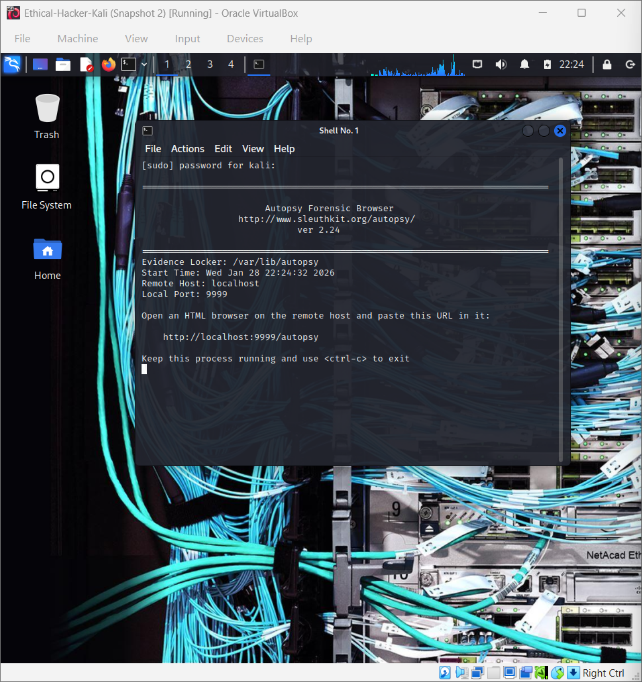 Ethical-Hacker-Kali (Snapshot 2) [Running] - Oracle VirtualBox
File Machine View Input Devices Help
1 2 3 4 22:24
Trash
File System
Home
Shell No. 1
File Actions Edit View Help
[sudo] password for kali:
Autopsy Forensic Browser
http://www.sleuthkit.org/autopsy/
ver 2.24
Evidence Locker: /var/lib/autopsy
Start Time: Wed Jan 28 22:24:32 2026
Remote Host: localhost
Local Port: 9999
Open an HTML browser on the remote host and paste this URL in it:
http://localhost:9999/autopsy
Keep this process running and use <ctrl-c> to exit
9
NetAcad Eth
10
Right Ctrl